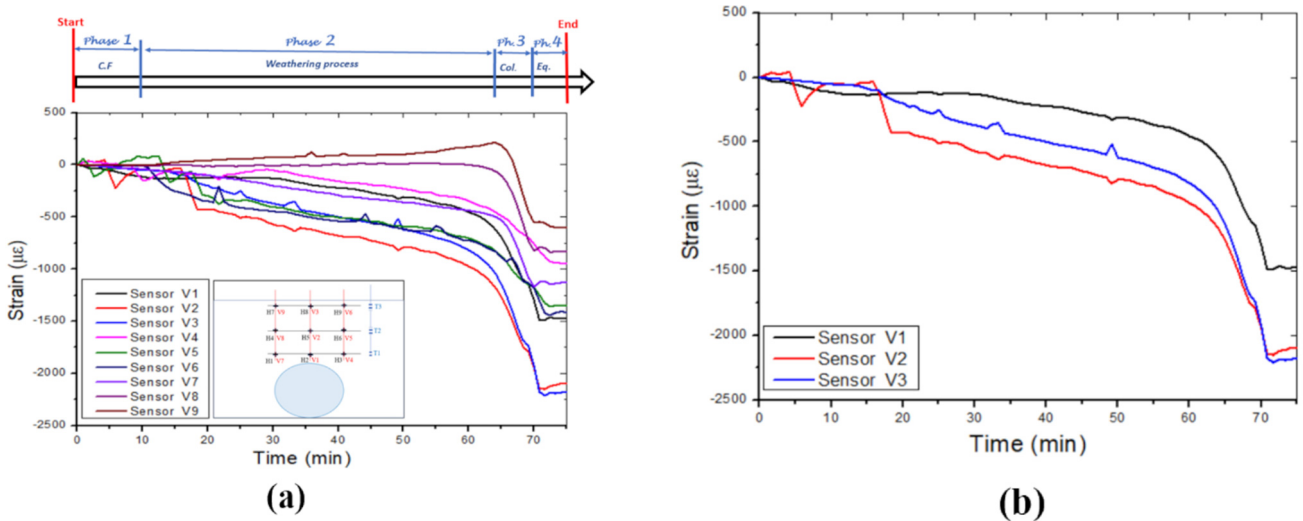 Start
End
Phase 1
Phase 2
Ph.3
Ph.4
C.F
Weathering process
Col.
Eq.
500
0
-500
-1000
-1500
-2000
-2500
Strain (µε)
0 10 20 30 40 50 60 70
Time (min)
Sensor V1
Sensor V2
Sensor V3
Sensor V4
Sensor V5
Sensor V6
Sensor V7
Sensor V8
Sensor V9
H7 V9 H8 V3 H9 V6
T3
H4 V8 H5 V2 H6 V5
T2
H1 V7 H2 V1 H3 V4
T1
(a)
500
0
-500
-1000
-1500
-2000
-2500
Strain (µε)
0 10 20 30 40 50 60 70
Time (min)
Sensor V1
Sensor V2
Sensor V3
(b)